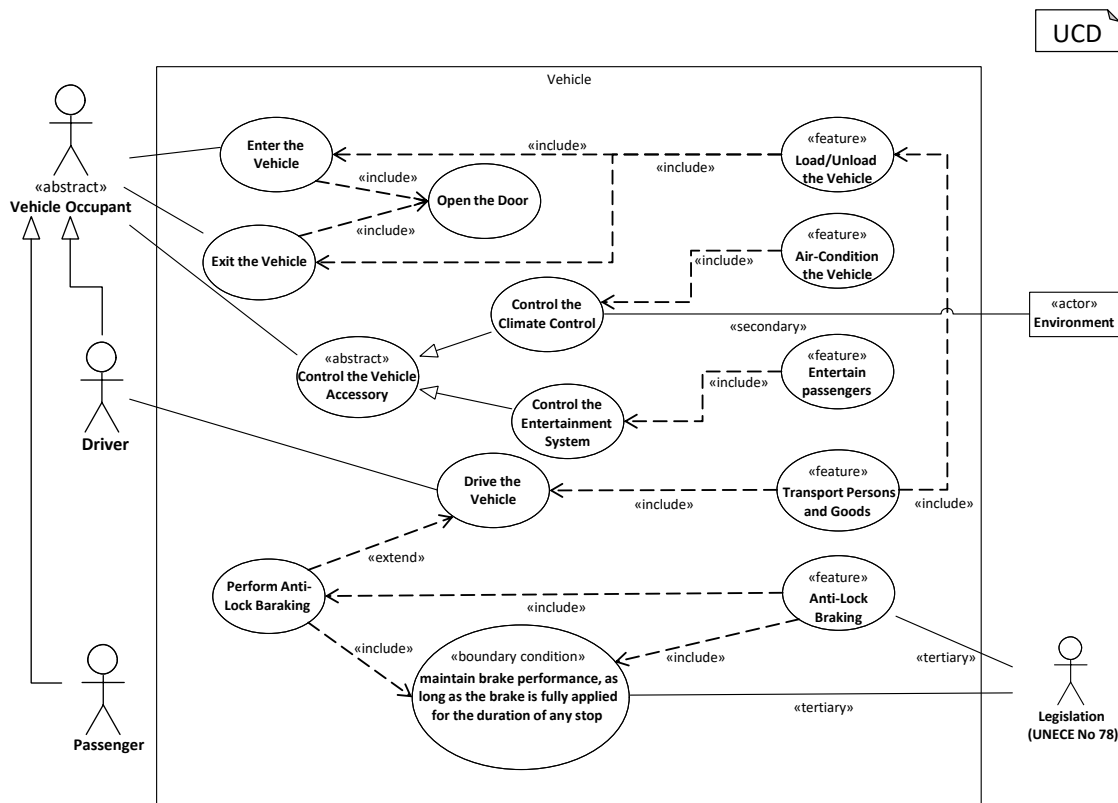 UCD
Vehicle
Enter the
Vehicle
«include»
«feature»
Load/Unload
the Vehicle
«include»
«include»
Open the Door
«abstract»
Vehicle Occupant
«include»
Exit the Vehicle
«feature»
Air-Condition
the Vehicle
«include»
Control the
Climate Control
«actor»
Environment
«secondary»
«abstract»
Control the Vehicle
Accessory
«feature»
Entertain
passengers
«include»
Control the
Entertainment
System
Driver
Drive the
Vehicle
«feature»
Transport Persons
and Goods
«include»
«include»
«extend»
Perform Anti-
Lock Baraking
«feature»
Anti-Lock
Braking
«include»
«include»
«boundary condition»
maintain brake performance, as
long as the brake is fully applied
for the duration of any stop
«include»
«tertiary»
«tertiary»
Legislation
(UNECE No 78)
Passenger